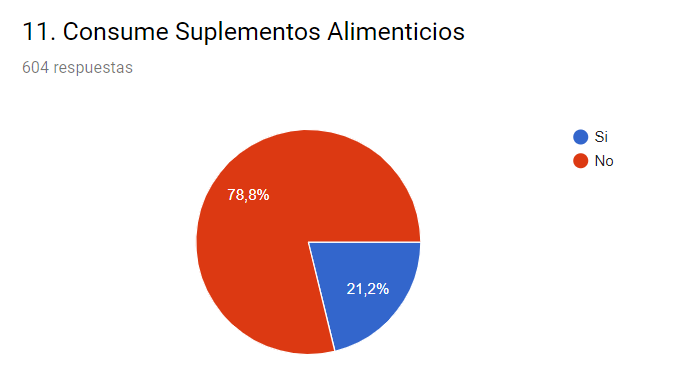 11. Consume Suplementos Alimenticios
604 respuestas
Si
No
78,8%
21,2%